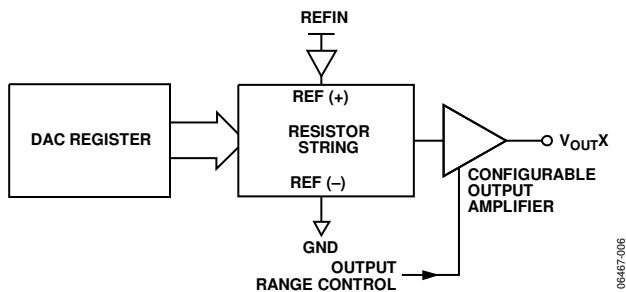 REFIN
REF (+)
DAC REGISTER
RESISTOR
STRING
REF (–)
GND
VOUTX
CONFIGURABLE
OUTPUT
AMPLIFIER
OUTPUT
RANGE CONTROL
06467-006